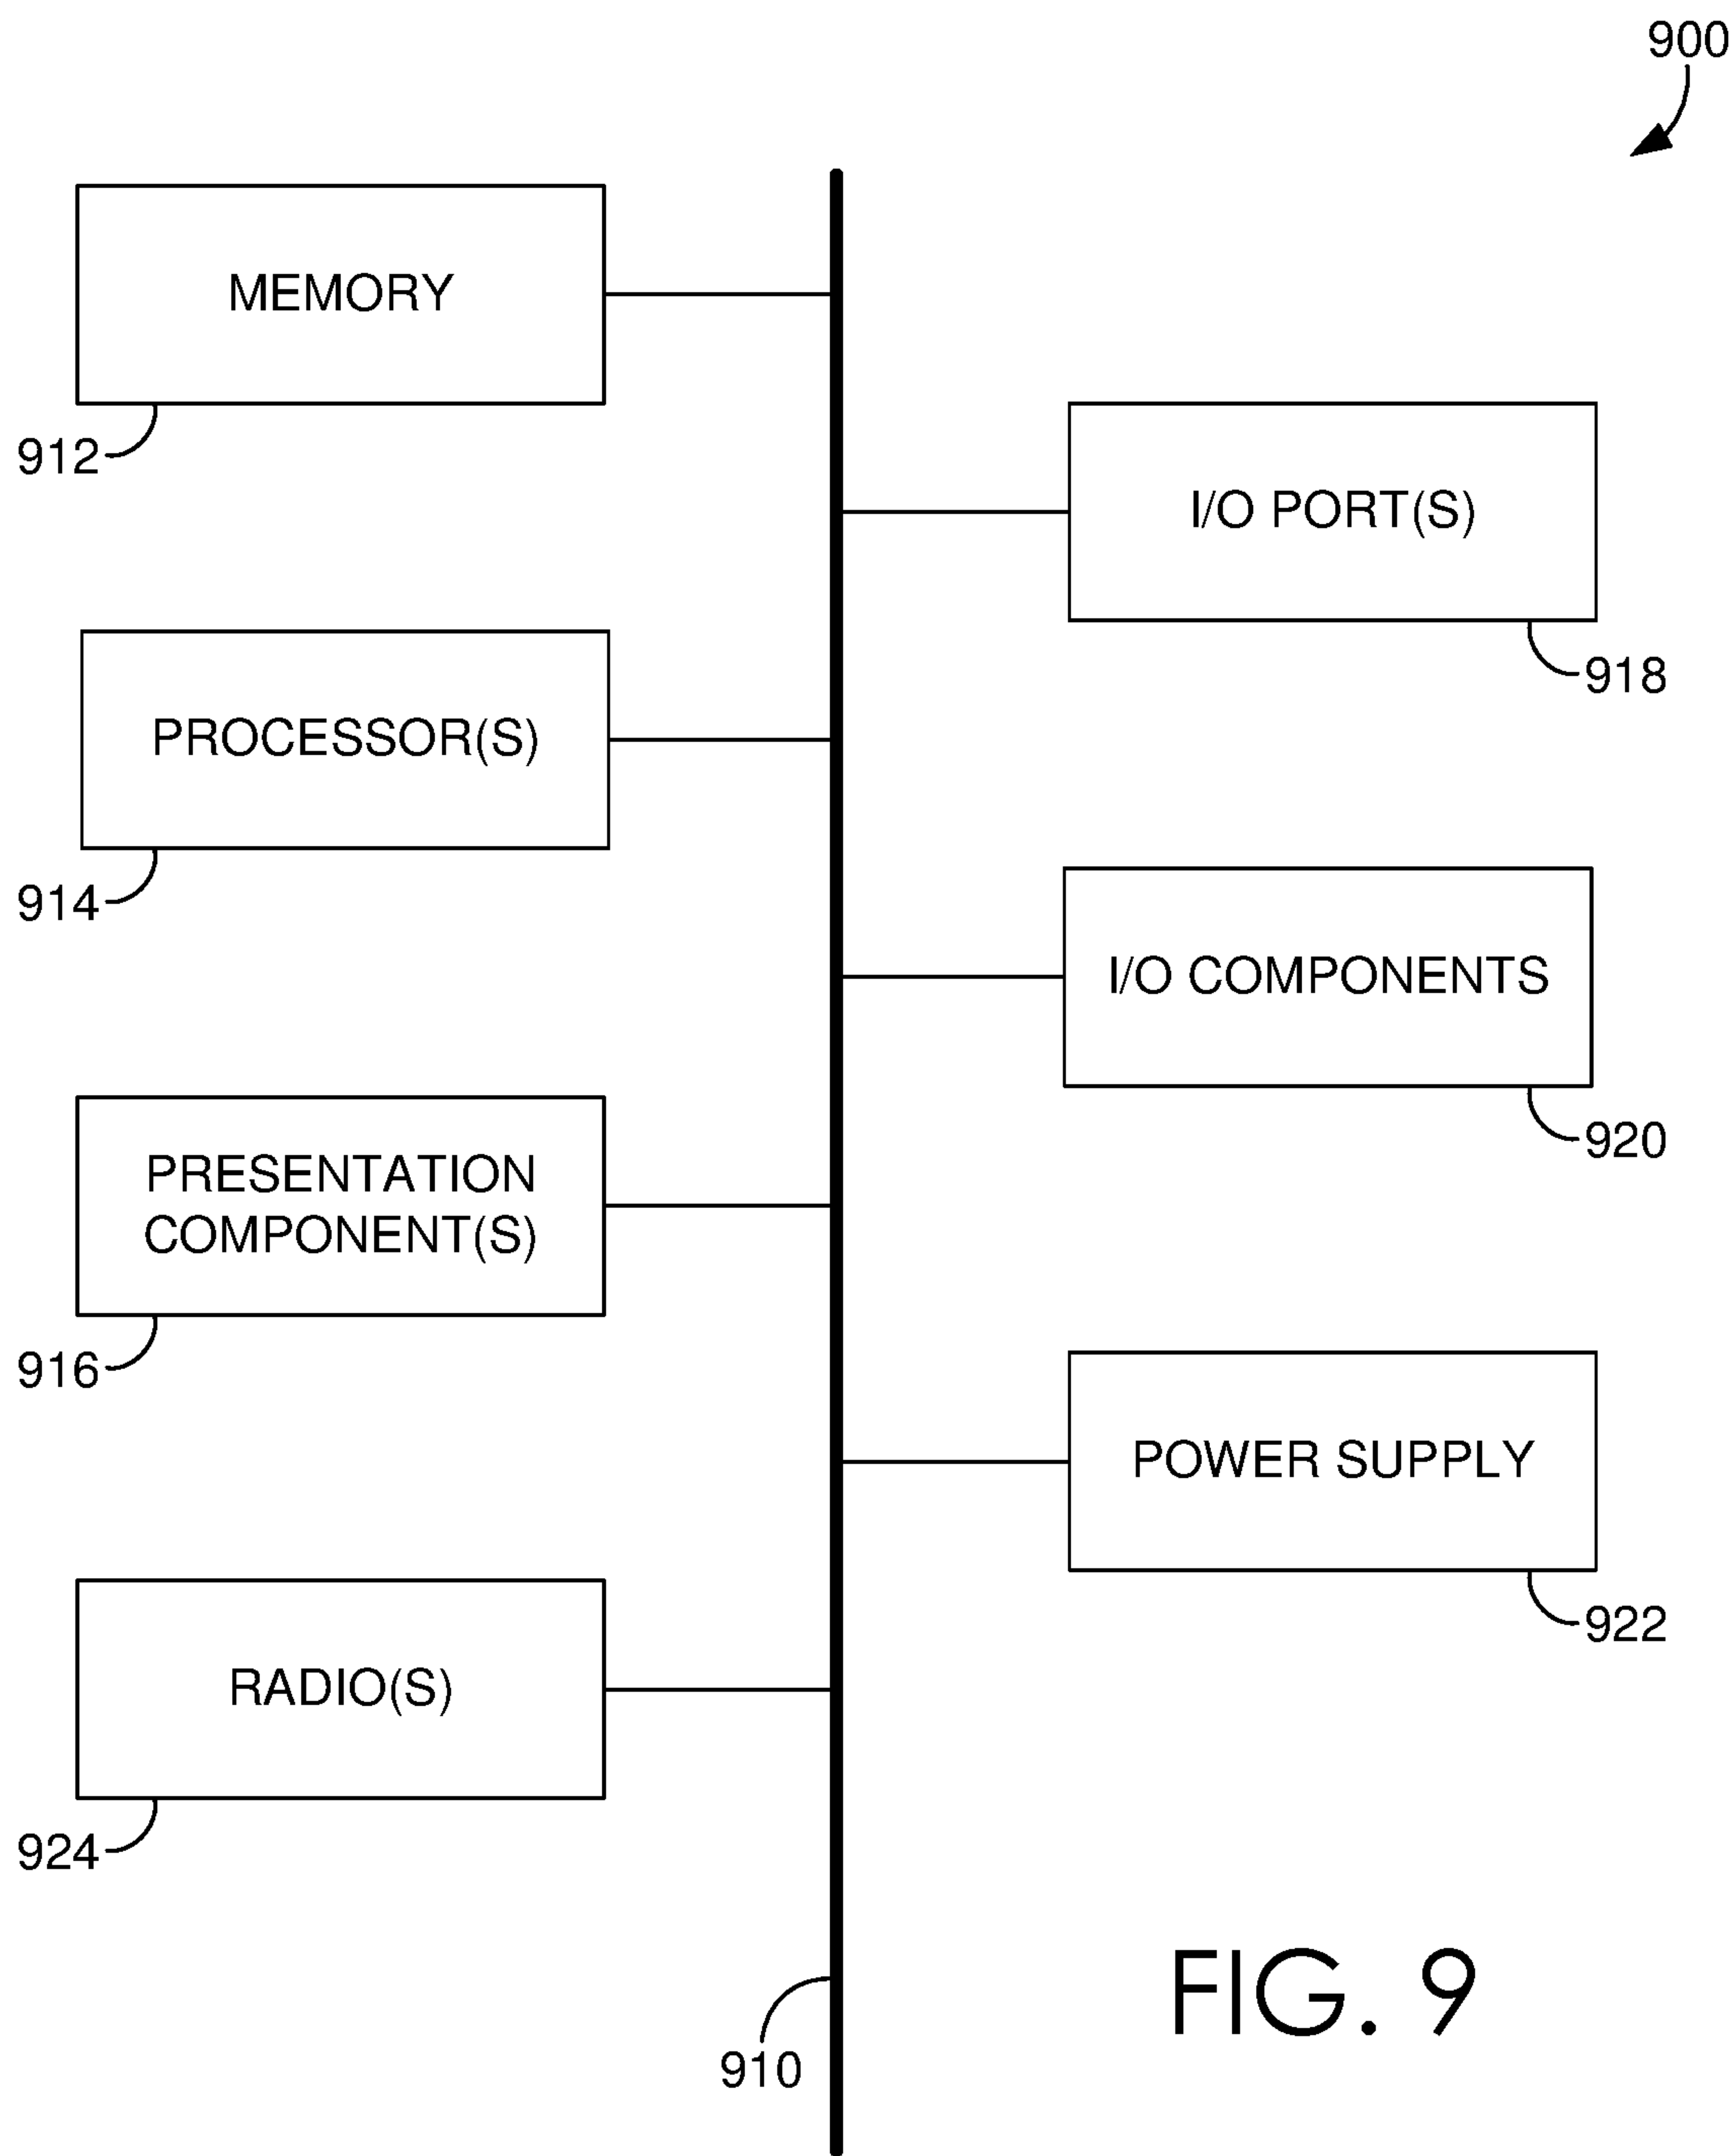 900
MEMORY
912
I/O PORT(S)
918
PROCESSOR(S)
914
I/O COMPONENTS
920
PRESENTATION
COMPONENT(S)
916
POWER SUPPLY
922
RADIO(S)
924
910
FIG. 9